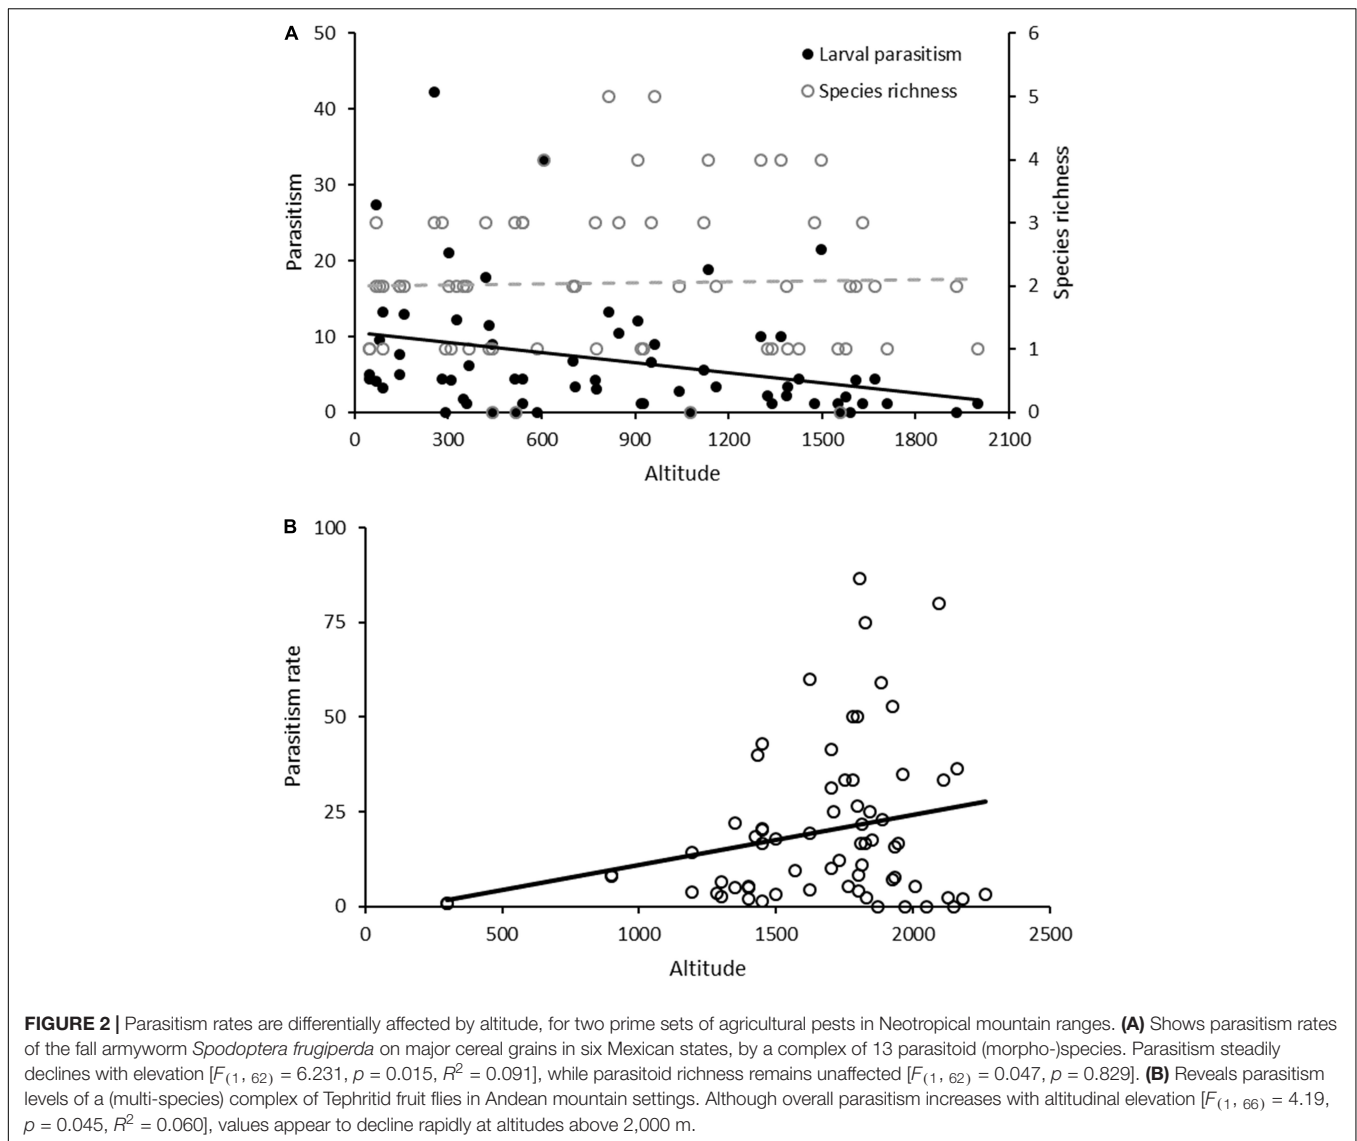 A
50
40
30
20
10
0
Parasitism
Larval parasitism
Species richness
6
5
4
3
2
1
0
Species richness
0 300 600 900 1200 1500 1800 2100
Altitude
B
100
75
50
25
0
Parasitism rate
0 500 1000 1500 2000 2500
Altitude
FIGURE 2 | Parasitism rates are differentially affected by altitude, for two prime sets of agricultural pests in Neotropical mountain ranges. (A) Shows parasitism rates
of the fall armyworm Spodoptera frugiperda on major cereal grains in six Mexican states, by a complex of 13 parasitoid (morpho-)species. Parasitism steadily
declines with elevation [F(1, 62) = 6.231, p = 0.015, R2 = 0.091], while parasitoid richness remains unaffected [F(1, 62) = 0.047, p = 0.829]. (B) Reveals parasitism
levels of a (multi-species) complex of Tephritid fruit flies in Andean mountain settings. Although overall parasitism increases with altitudinal elevation [F(1, 66) = 4.19,
p = 0.045, R2 = 0.060], values appear to decline rapidly at altitudes above 2,000 m.